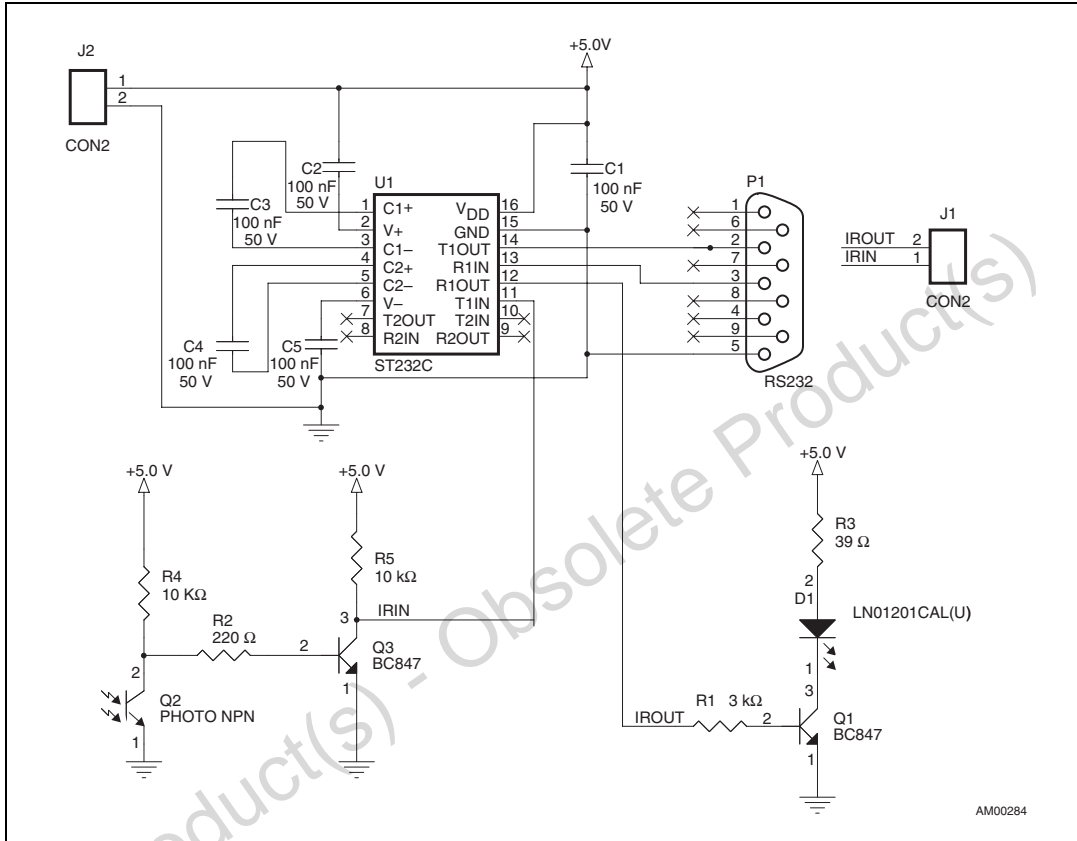 J2
1
2
CON2
+5.0V
C2
100 nF
50 V
C3
100 nF
50 V
C1
100 nF
50 V
U1
1 C1+ VDD 16
2 V+ GND 15
3 C1– T1OUT 14
4 C2+ R1IN 13
5 C2– R1OUT 12
6 V– T1IN 11
7 T2OUT T2IN 10
8 R2IN R2OUT 9
ST232C
C4
100 nF
50 V
C5
100 nF
50 V
P1
1
6
2
7
3
8
4
9
5
RS232
J1
IROUT 2
IRIN 1
CON2
+5.0 V
R4
10 KΩ
R2
220 Ω
2
Q2
PHOTO NPN
1
+5.0 V
R5
10 kΩ
3 IRIN
2
Q3
BC847
1
+5.0 V
R3
39 Ω
2
D1
LN01201CAL(U)
1
3
R1 3 kΩ
IROUT
2
Q1
BC847
1
AM00284
oduct(s) - Obsolete Product(s)